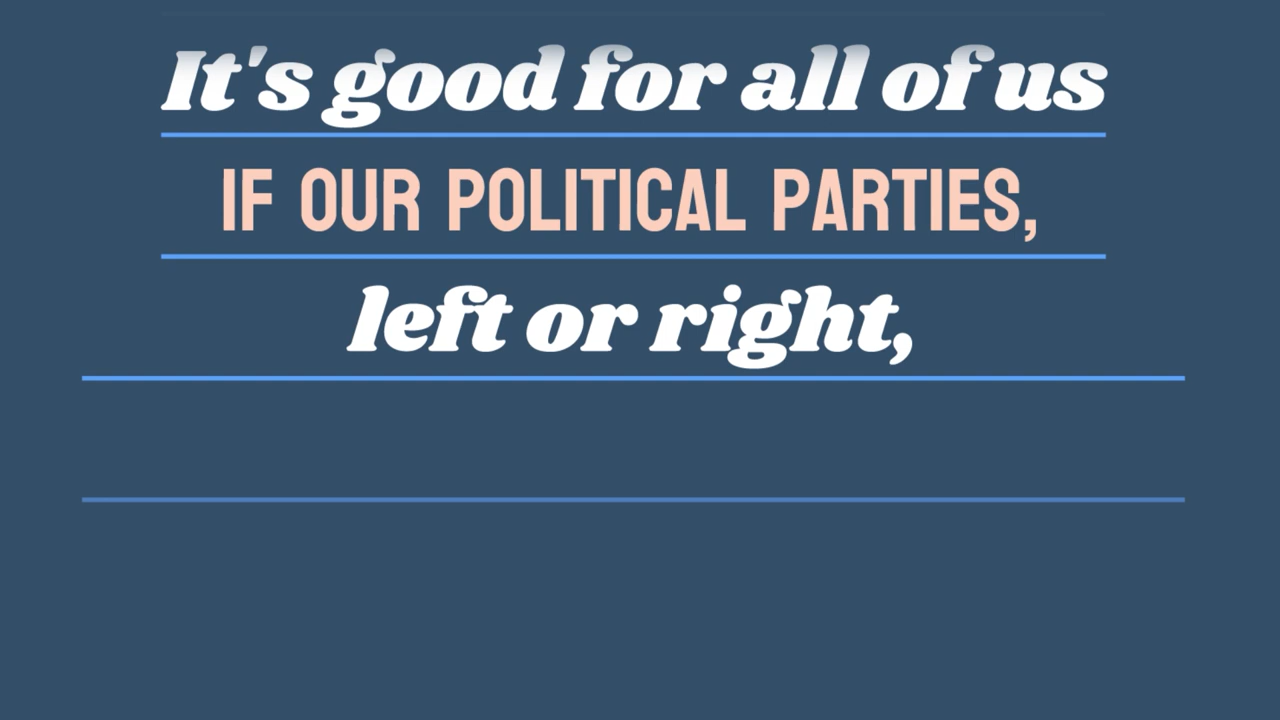 It's good for all of us
IF OUR POLITICAL PARTIES,
left or right,